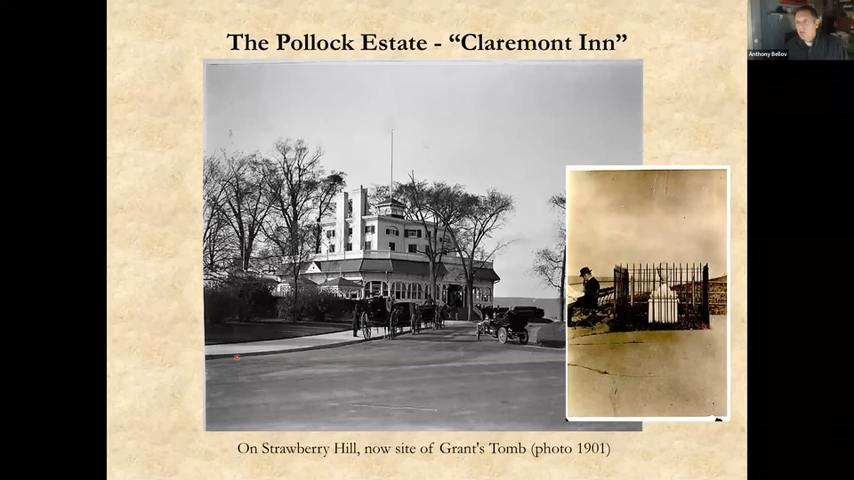 The Pollock Estate - “Claremont Inn”
Anthony Bellov
On Strawberry Hill, now site of Grant's Tomb (photo 1901)